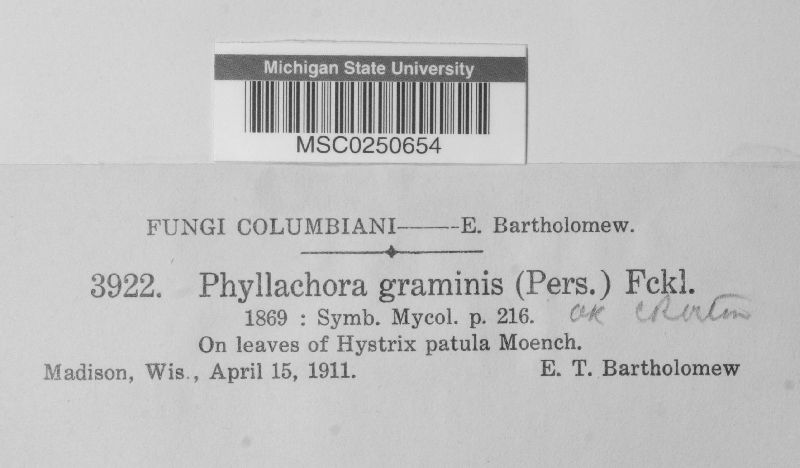 Michigan State University
MSC0250654
FUNGI COLUMBIANI——E. Bartholomew.
3922. Phyllachora graminis (Pers.) Fckl.
1869 : Symb. Mycol. p. 216. ok
On leaves of Hystrix patula Moench.
Madison, Wis., April 15, 1911. E. T. Bartholomew